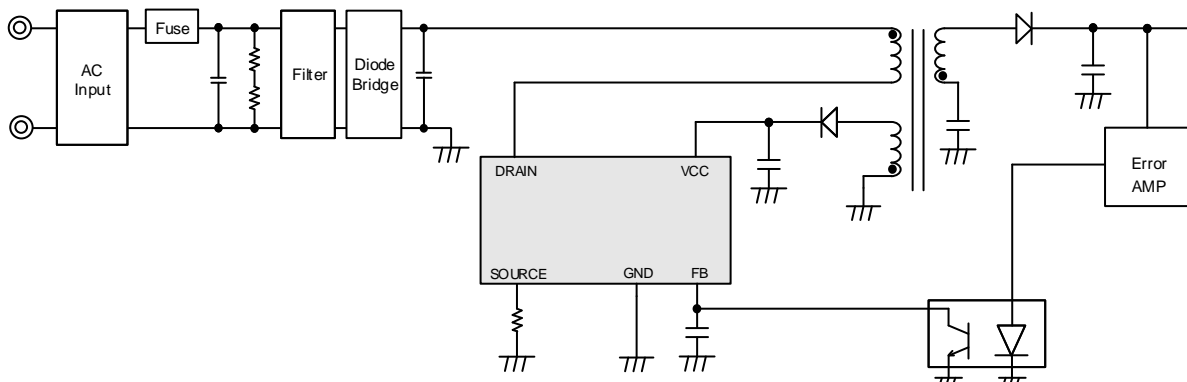 Fuse
AC
Input
Filter
Diode
Bridge
DRAIN
VCC
Error
AMP
SOURCE
GND
FB